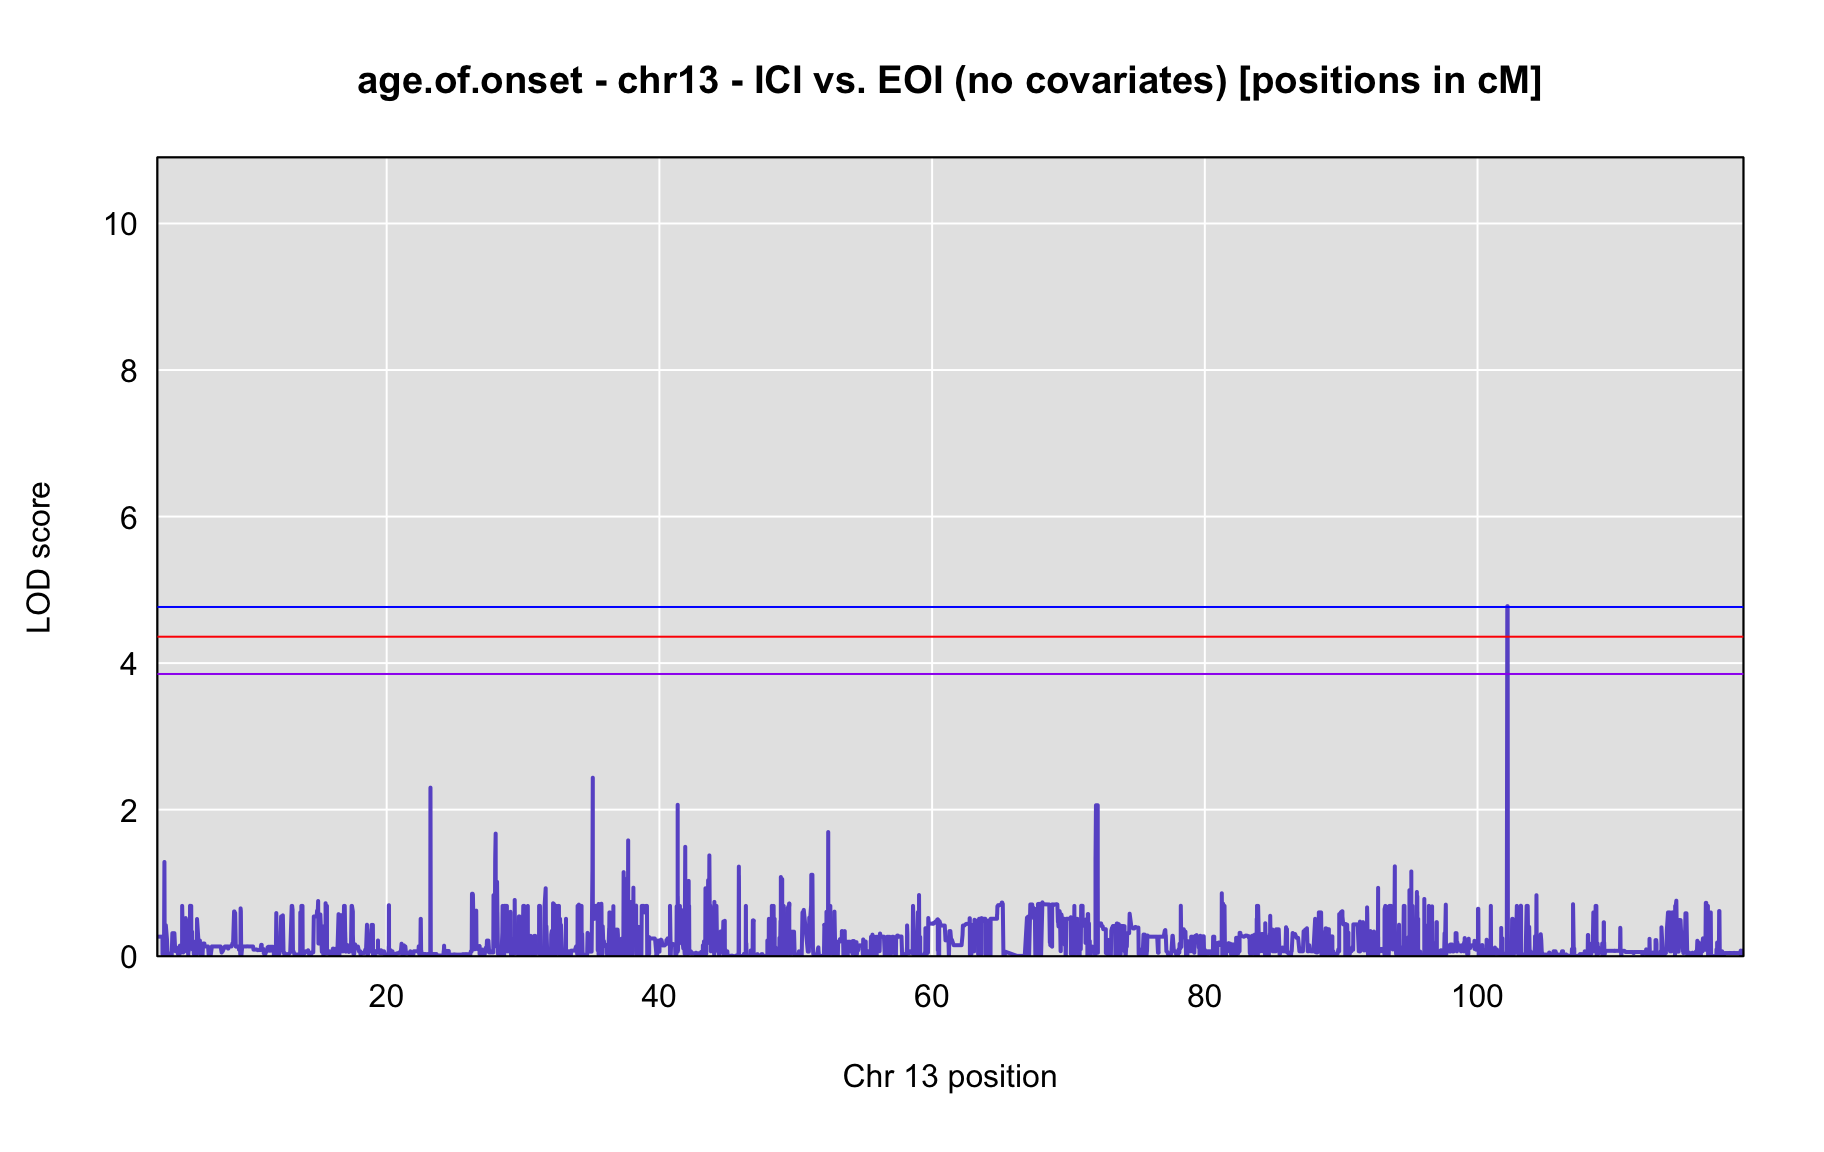 age.of.onset - chr13 - ICI vs. EOI (no covariates) [positions in cM]
10
8
6
4
2
0
LOD score
20 40 60 80 100
Chr 13 position